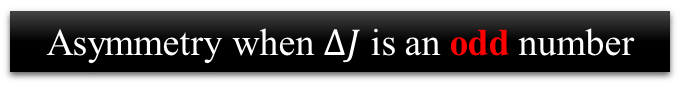 Asymmetry when Δ𝐽 is an odd number